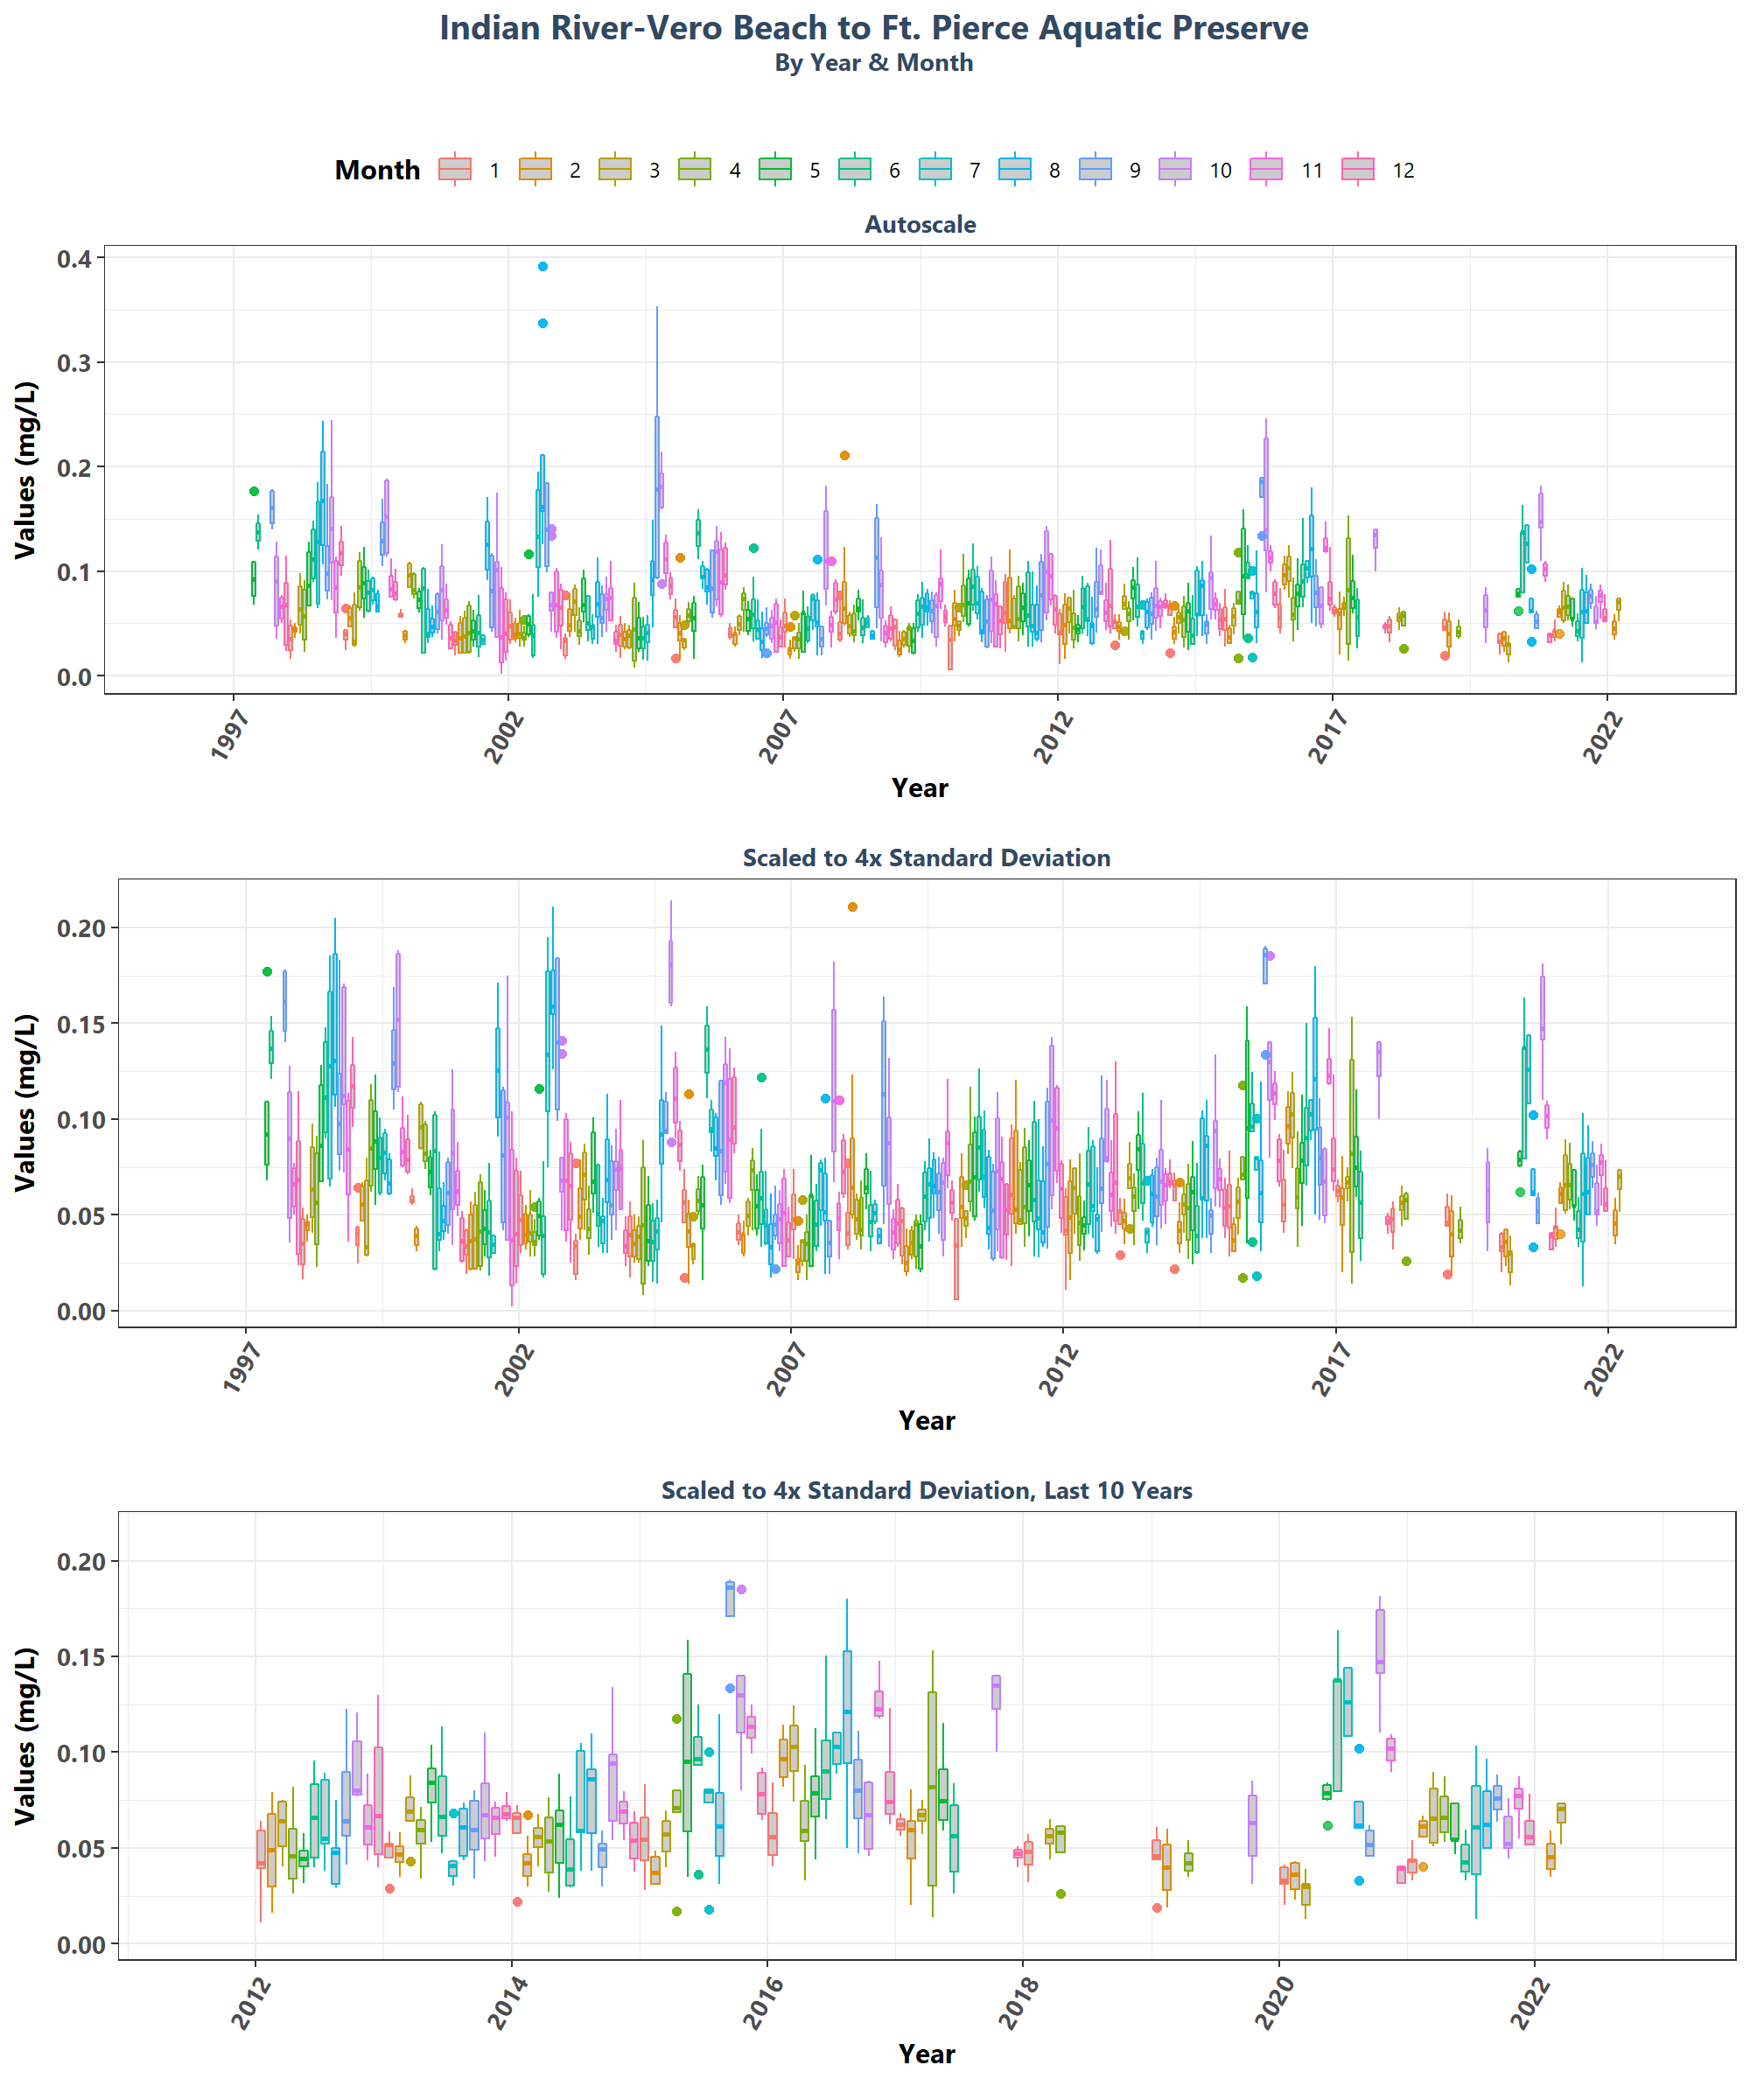 Indian River-Vero Beach to Ft. Pierce Aquatic Preserve
By Year & Month
Month 1 2 3 4 5 6 7 8 9 10 11 12
Autoscale
Values (mg/L)
0.4
0.3
0.2
0.1
0.0
1997 2002 2007 2012 2017 2022
Year
Scaled to 4x Standard Deviation
Values (mg/L)
0.20
0.15
0.10
0.05
0.00
1997 2002 2007 2012 2017 2022
Year
Scaled to 4x Standard Deviation, Last 10 Years
Values (mg/L)
0.20
0.15
0.10
0.05
0.00
2012 2014 2016 2018 2020 2022
Year